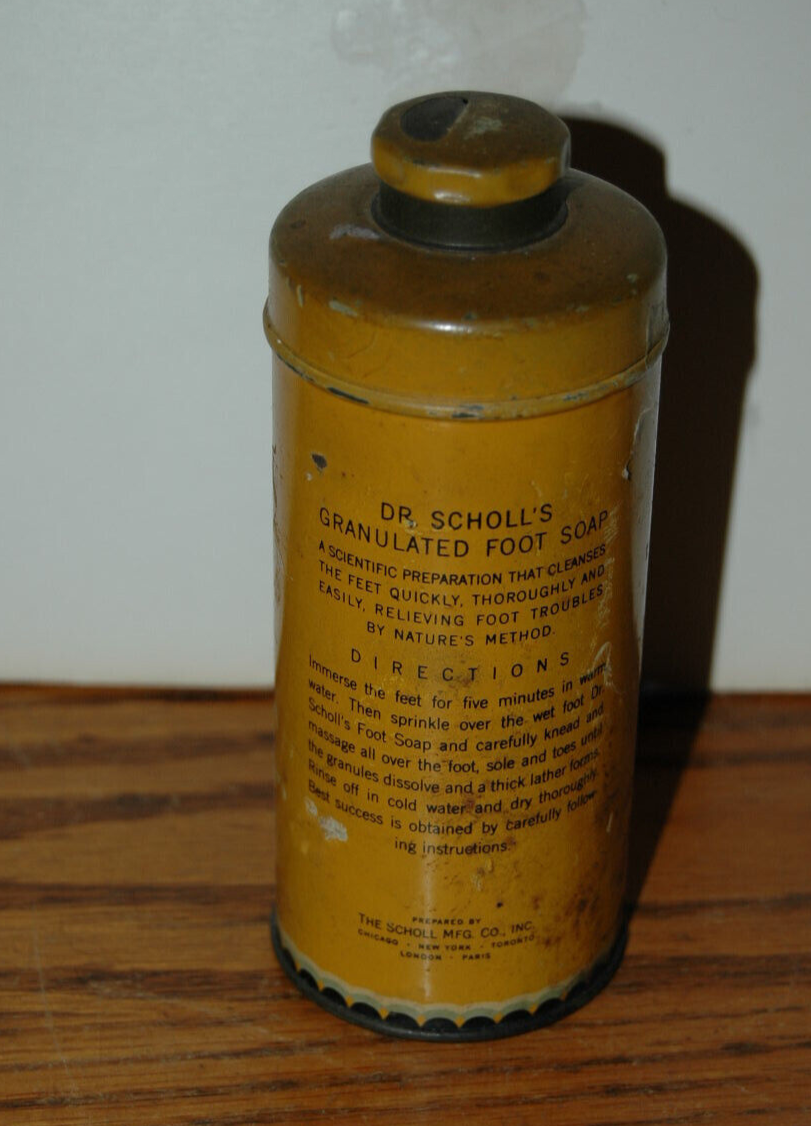 DR. SCHOLL'S
GRANULATED FOOT SOAP
A SCIENTIFIC PREPARATION THAT CLEANSES
THE FEET QUICKLY, THOROUGHLY AND
EASILY, RELIEVING FOOT TROUBLES
BY NATURE'S METHOD.
DIRECTIONS
Immerse the feet for five minutes in warm
water. Then sprinkle over the wet foot Dr.
Scholl's Foot Soap and carefully knead and
massage all over the foot, sole and toes until
the granules dissolve and a thick lather forms.
Rinse off in cold water and dry thoroughly.
Best success is obtained by carefully follow-
ing instructions.
PREPARED BY
THE SCHOLL MFG. CO., INC.
CHICAGO - NEW YORK - TORONTO
LONDON - PARIS